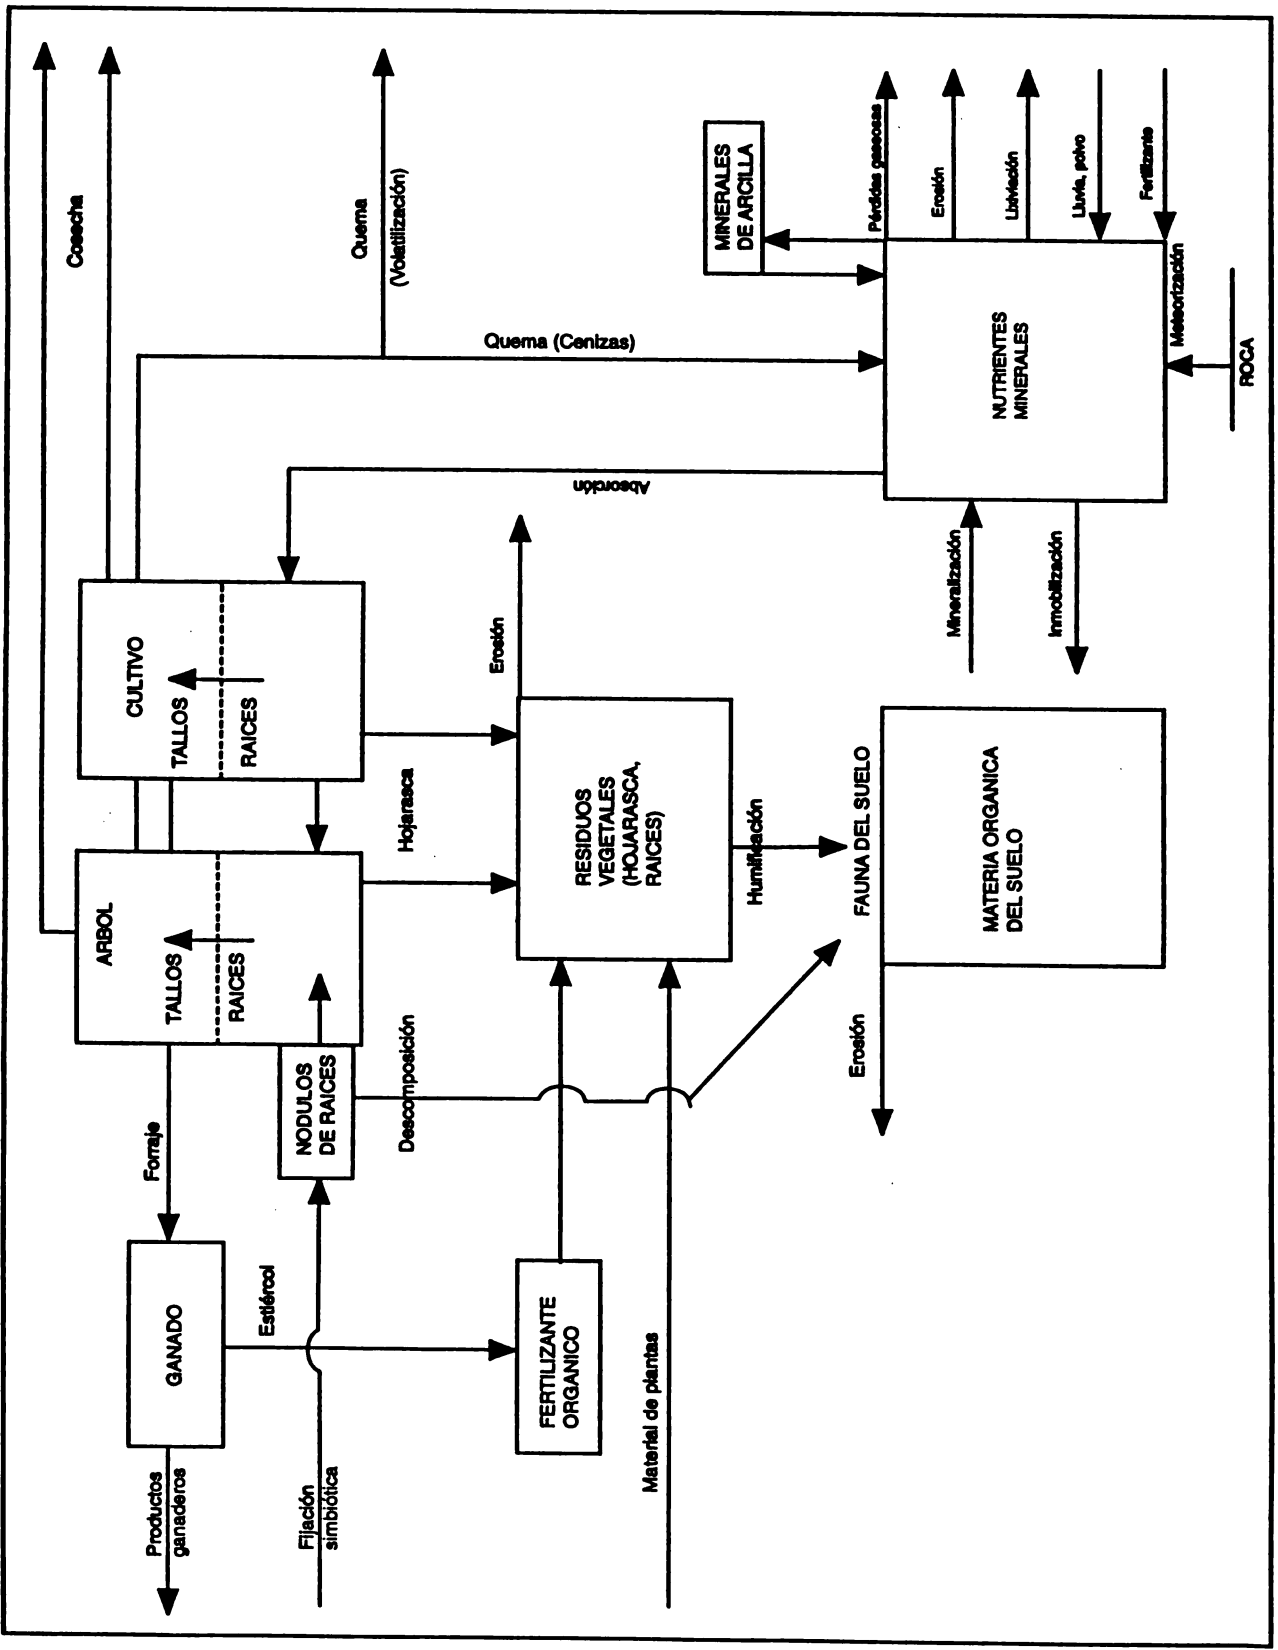 Cosecha
Quema
(Volatilización)
Quema (Cenizas)
Absorción
CULTIVO
TALLOS
RAICES
ARBOL
TALLOS
RAICES
NODULOS
DE RAICES
Forraje
GANADO
Productos
ganaderos
Estiércol
Fijación
simbiótica
Hojarasca
Descomposición
Erosión
RESIDUOS
VEGETALES
(HOJARASCA,
RAICES)
FERTILIZANTE
ORGANICO
Material de plantas
Humificación
FAUNA DEL SUELO
MATERIA ORGANICA
DEL SUELO
Erosión
MINERALES
DE ARCILLA
Pérdidas gaseosas
Erosión
Lixiviación
Lluvia, polvo
Fertilizante
NUTRIENTES
MINERALES
Meteorización
ROCA
Mineralización
Inmobilización